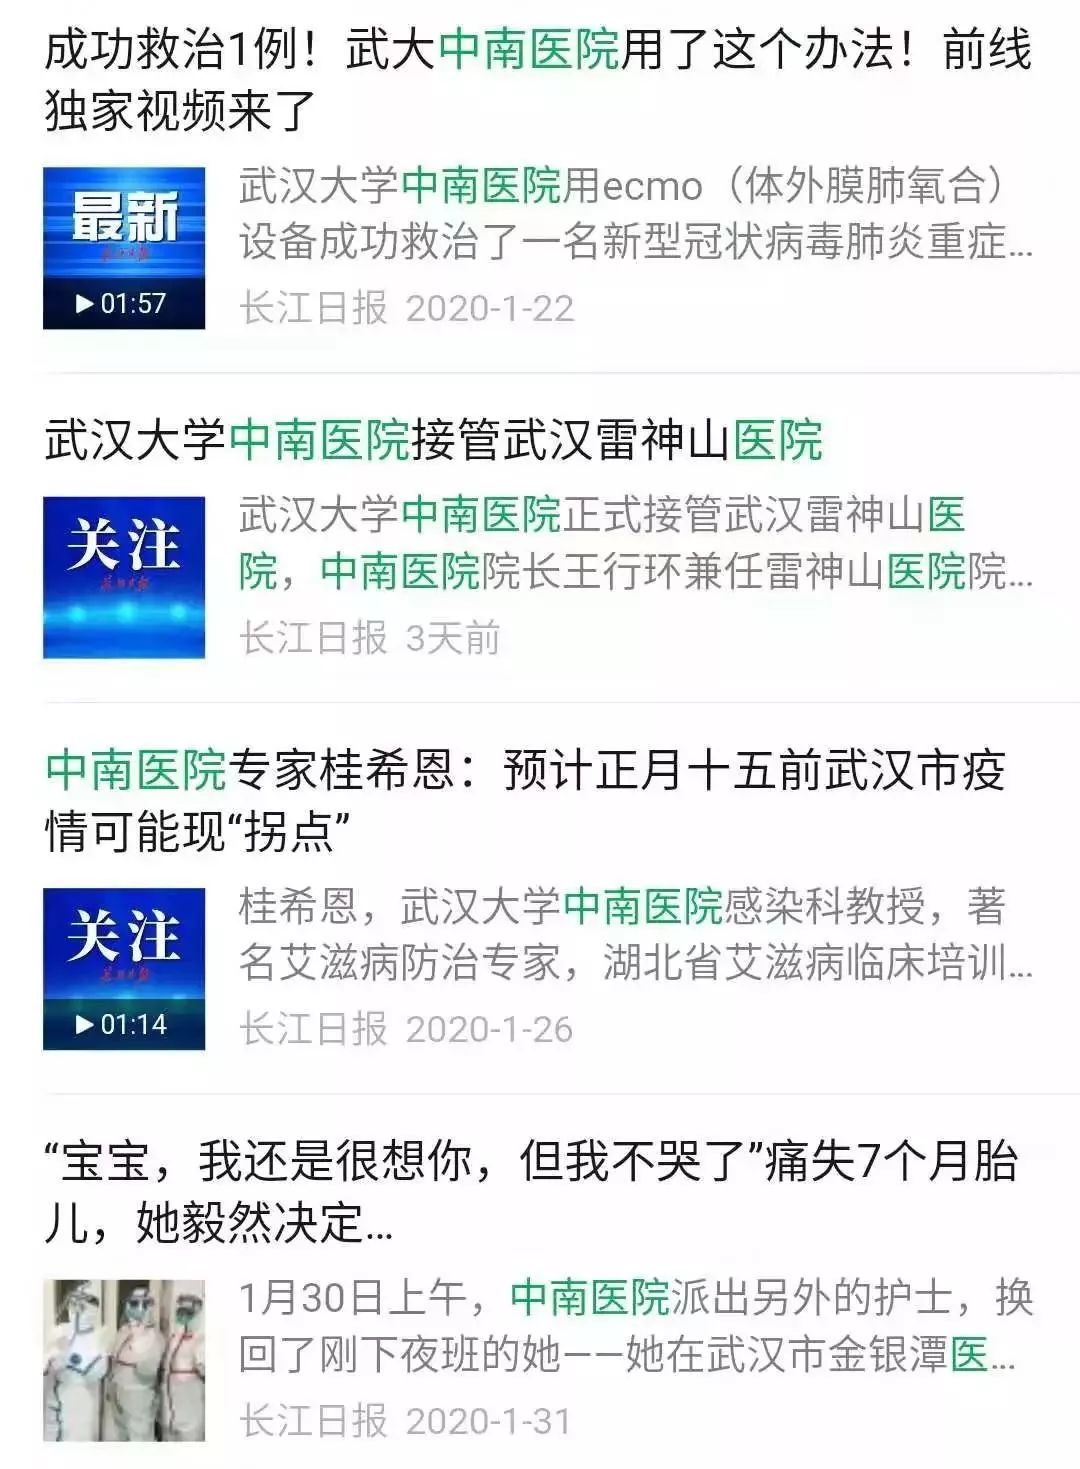 成功救治1例！武大中南医院用了这个办法！前线
独家视频来了
最新
长江日报
01:57
武汉大学中南医院用ecmo（体外膜肺氧合）
设备成功救治了一名新型冠状病毒肺炎重症...
长江日报 2020-1-22
武汉大学中南医院接管武汉雷神山医院
关注
长江日报
武汉大学中南医院正式接管武汉雷神山医
院，中南医院院长王行环兼任雷神山医院院...
长江日报 3天前
中南医院专家桂希恩：预计正月十五前武汉市疫
情可能现“拐点”
关注
长江日报
01:14
桂希恩，武汉大学中南医院感染科教授，著
名艾滋病防治专家，湖北省艾滋病临床培训...
长江日报 2020-1-26
“宝宝，我还是很想你，但我不哭了”痛失7个月胎
儿，她毅然决定...
1月30日上午，中南医院派出另外的护士，换
回了刚下夜班的她——她在武汉市金银潭医...
长江日报 2020-1-31